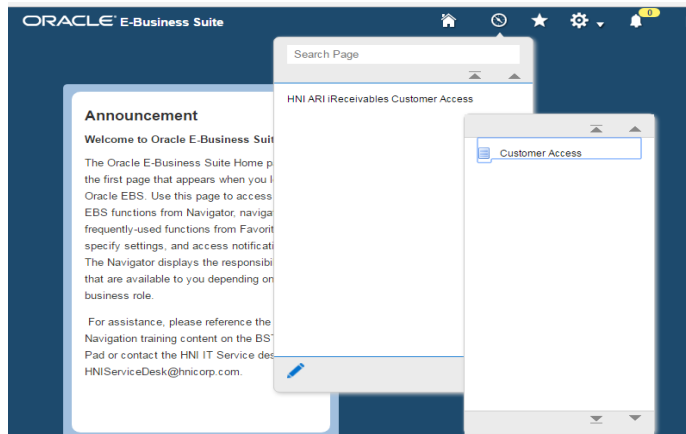 ORACLE E-Business Suite
0
Search Page
HNI ARI iReceivables Customer Access
Customer Access
Announcement
Welcome to Oracle E-Business Suit
The Oracle E-Business Suite Home p
the first page that appears when you l
Oracle EBS. Use this page to access
EBS functions from Navigator, naviga
frequently-used functions from Favorit
specify settings, and access notificati
The Navigator displays the responsibi
that are available to you depending on
business role.
For assistance, please reference the
Navigation training content on the BST
Pad or contact the HNI IT Service des
HNIServiceDesk@hnicorp.com.